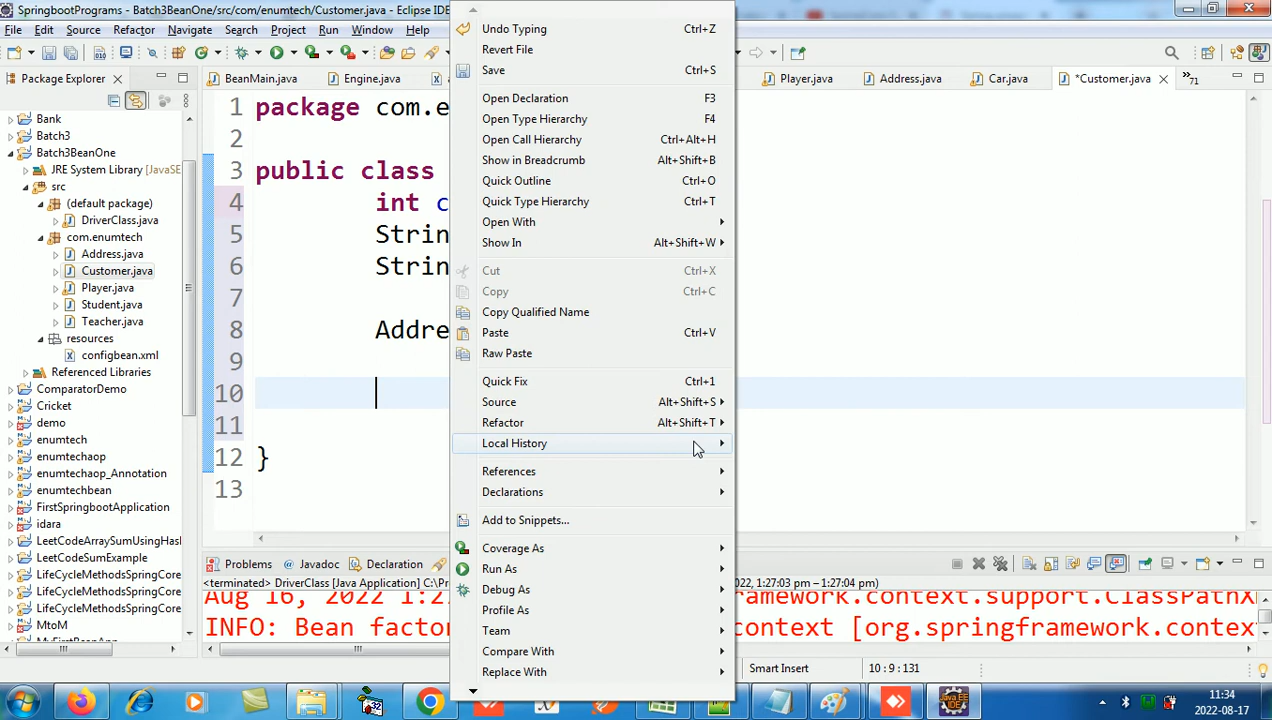 SpringbootPrograms - Batch3BeanOne/src/com/enumtech/Customer.java - Eclipse IDE
File Edit Source Refactor Navigate Search Project Run Window Help
Package Explorer
BeanMain.java
Engine.java
Player.java
Address.java
Car.java
*Customer.java
»71
Bank
Batch3
Batch3BeanOne
JRE System Library [JavaSE
src
(default package)
DriverClass.java
com.enumtech
Address.java
Customer.java
Player.java
Student.java
Teacher.java
resources
configbean.xml
Referenced Libraries
ComparatorDemo
Cricket
demo
enumtech
enumtechaop
enumtechaop_Annotation
enumtechbean
FirstSpringbootApplication
idara
LeetCodeArraySumUsingHash
LeetCodeSumExample
LifeCycleMethodsSpringCore
LifeCycleMethodsSpringCore
LifeCycleMethodsSpringCore
MtoM
MyFirstBeanApp
1 package com.e
2
3 public class
4 int c
5 Strin
6 Strin
7
8 Addre
9
10
11
12 }
13
Undo Typing Ctrl+Z
Revert File
Save Ctrl+S
Open Declaration F3
Open Type Hierarchy F4
Open Call Hierarchy Ctrl+Alt+H
Show in Breadcrumb Alt+Shift+B
Quick Outline Ctrl+O
Quick Type Hierarchy Ctrl+T
Open With
Show In Alt+Shift+W
Cut Ctrl+X
Copy Ctrl+C
Copy Qualified Name
Paste Ctrl+V
Raw Paste
Quick Fix Ctrl+1
Source Alt+Shift+S
Refactor Alt+Shift+T
Local History
References
Declarations
Add to Snippets...
Coverage As
Run As
Debug As
Profile As
Team
Compare With
Replace With
Problems Javadoc Declaration
<terminated> DriverClass [Java Application] C:\Pr 2022, 1:27:03 pm – 1:27:04 pm)
Aug 16, 2022 1:2 ramework.context.support.ClassPathX
INFO: Bean factor context [org.springframework.contex
Smart Insert
10 : 9 : 131
Java EE
IDE
32
11:34
2022-08-17